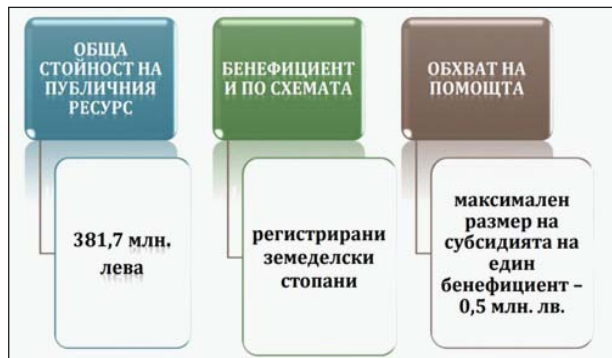 ОБЩА
СТОЙНОСТ НА
ПУБЛИЧНИЯ
РЕСУРС
381,7 млн.
лева
БЕНЕФИЦИЕНТ
И ПО СХЕМАТА
регистрирани
земеделски
стопани
ОБХВАТ НА
ПОМОЩТА
максимален
размер на
субсидията на
един
бенефициент –
0,5 млн. лв.